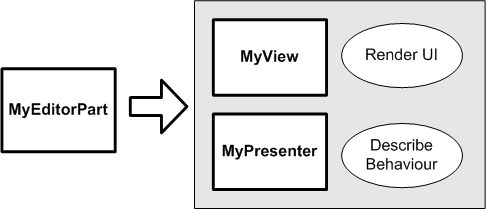 MyEditorPart
MyView
Render UI
MyPresenter
Describe
Behaviour